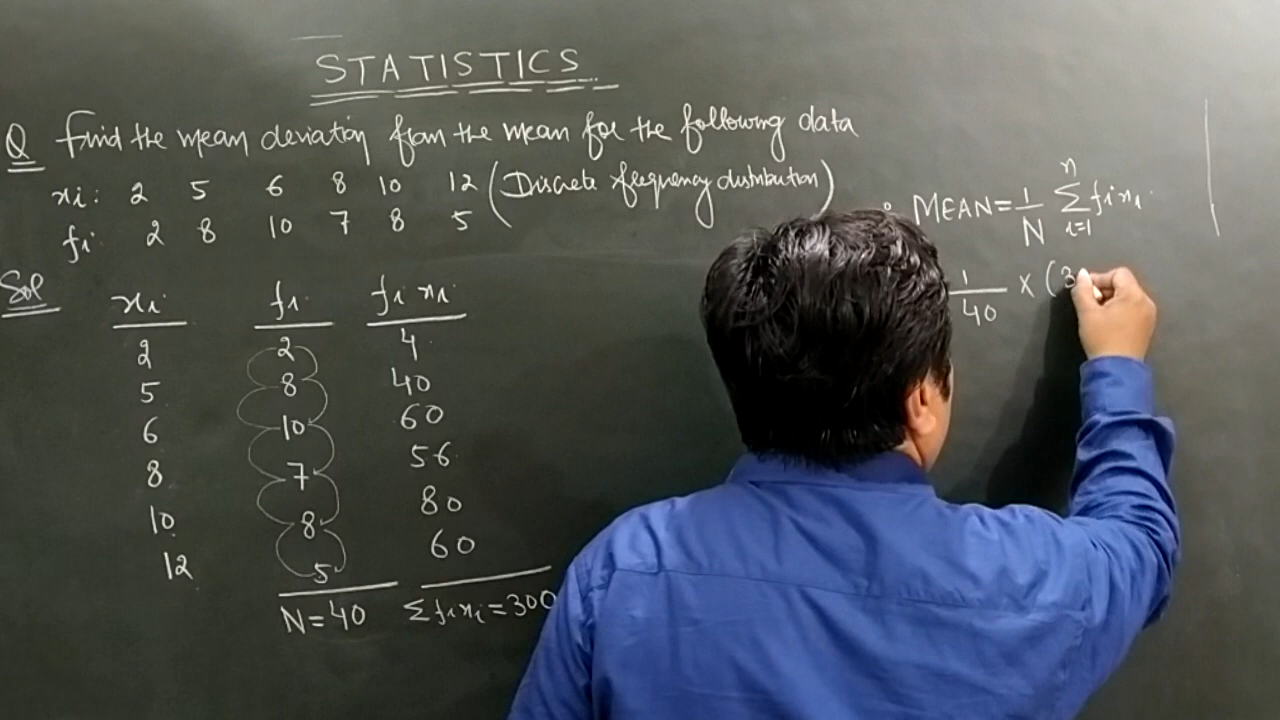 STATISTICS
Q Find the mean deviation from the mean for the following data
xi: 2 5 6 8 10 12 (Discrete frequency distribution)
fi: 2 8 10 7 8 5
Sol
xi fi fi xi
2 2 4
5 8 40
6 10 60
8 7 56
10 8 80
12 5 60
N=40 Σfixi=300
MEAN = 1/N Σ i=1 n fixi
1/40 × (3